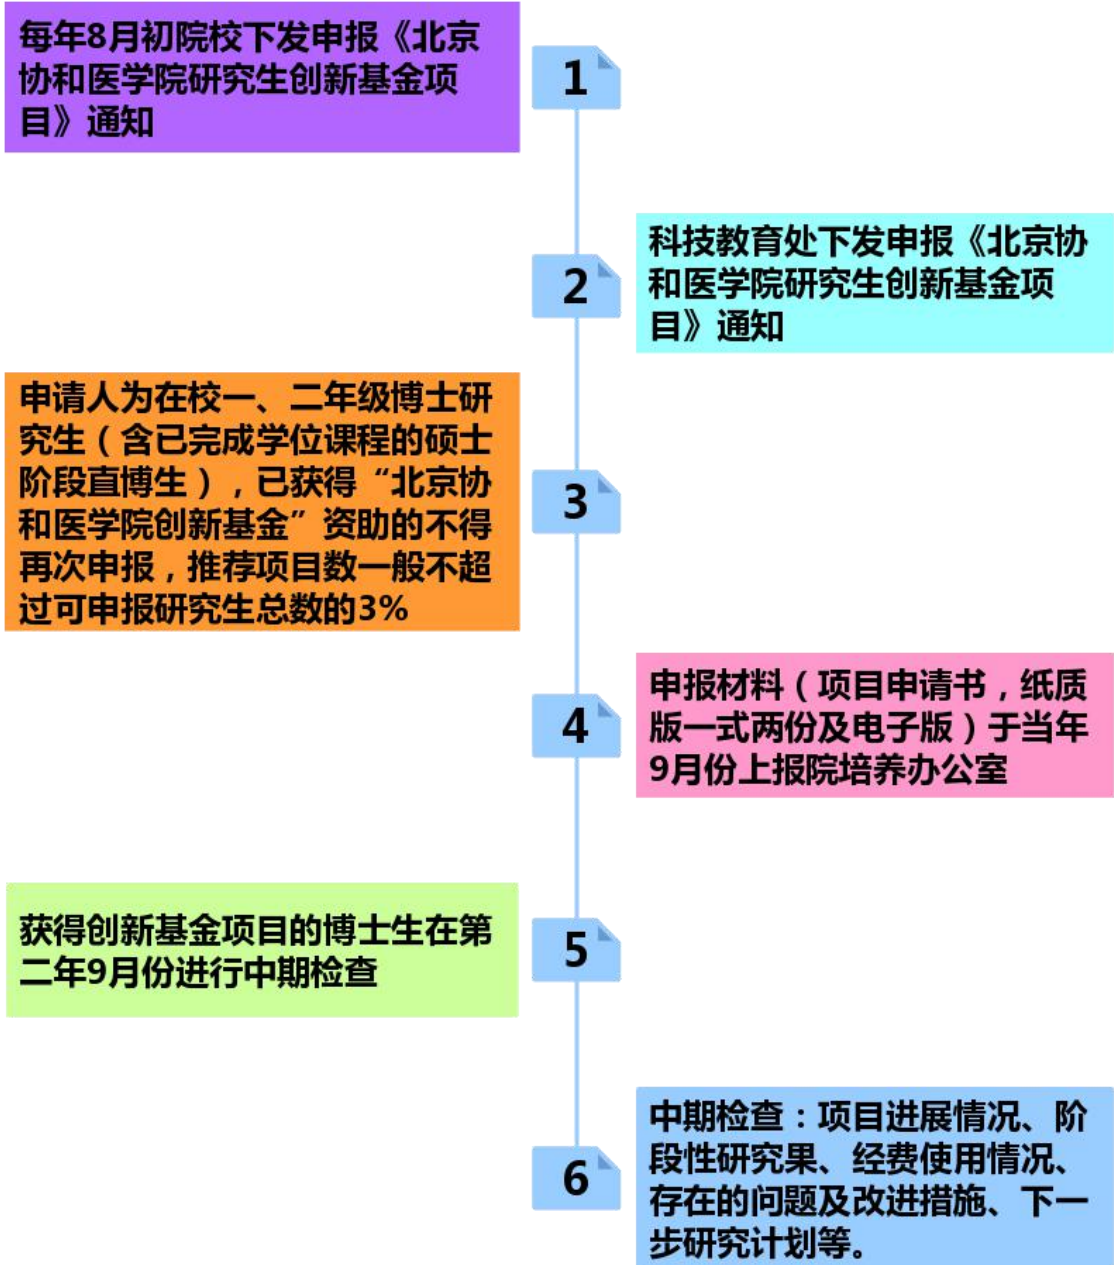 每年8月初院校下发申报《北京
协和医学院研究生创新基金项
目》通知
1
2
科技教育处下发申报《北京协
和医学院研究生创新基金项
目》通知
申请人为在校一、二年级博士研
究生（含已完成学位课程的硕士
阶段直博生），已获得“北京协
和医学院创新基金”资助的不得
再次申报，推荐项目数一般不超
过可申报研究生总数的3%
3
4
申报材料（项目申请书，纸质
版一式两份及电子版）于当年
9月份上报院培养办公室
获得创新基金项目的博士生在第
二年9月份进行中期检查
5
6
中期检查：项目进展情况、阶
段性研究果、经费使用情况、
存在的问题及改进措施、下一
步研究计划等。